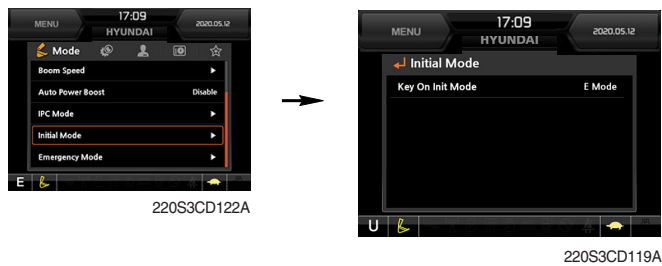 MENU
17:09
HYUNDAI
2020.05.12
Mode
Boom Speed
Auto Power Boost Disable
IPC Mode
Initial Mode
Emergency Mode
E
220S3CD122A
MENU
17:09
HYUNDAI
2020.05.12
Initial Mode
Key On Init Mode E Mode
U
220S3CD119A